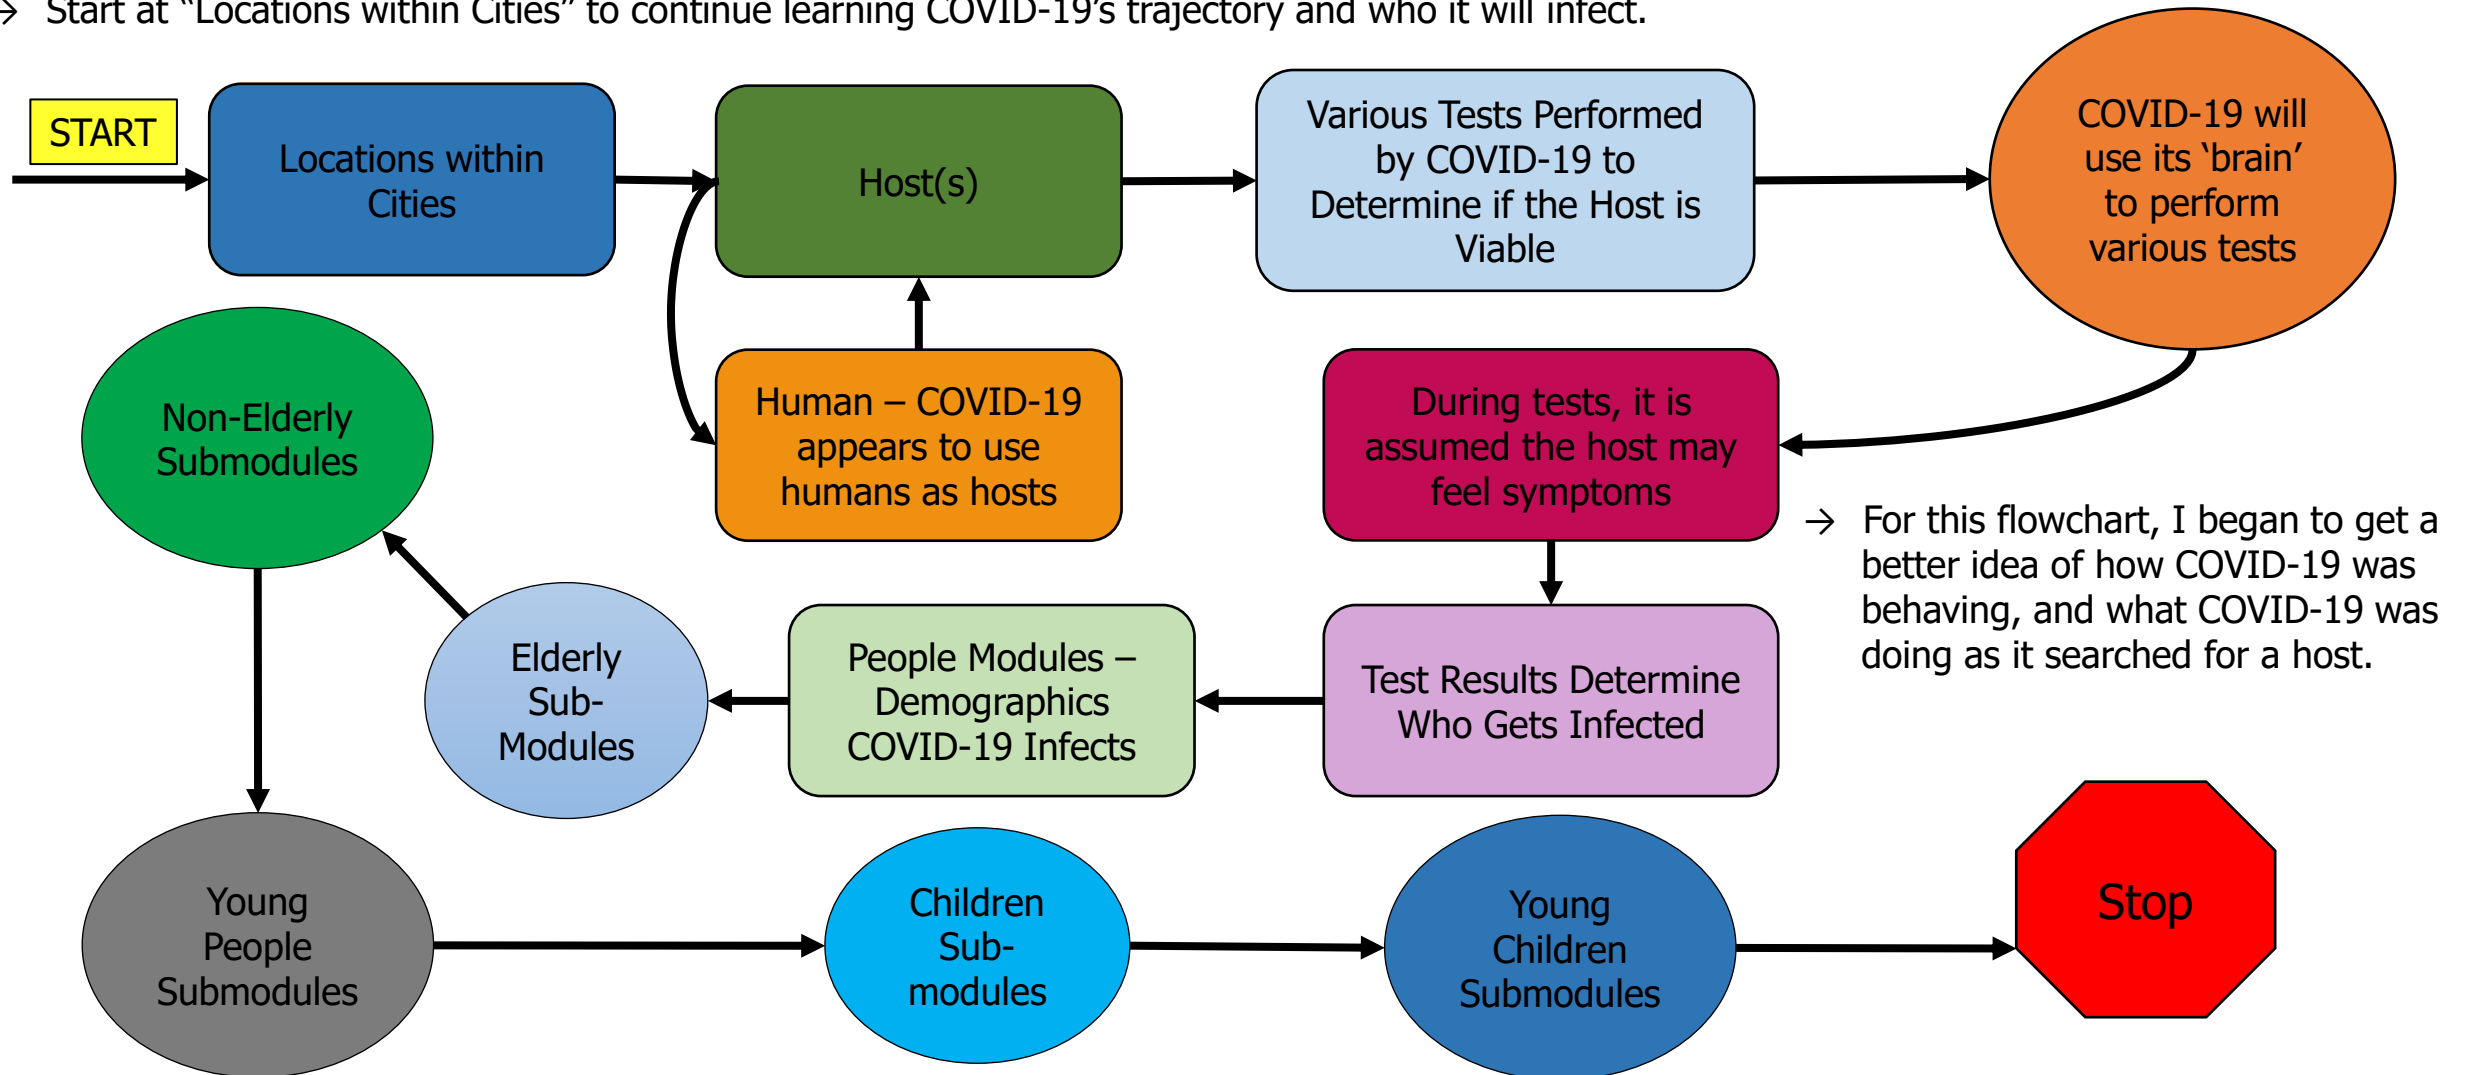 → Start at “Locations within Cities” to continue learning COVID-19’s trajectory and who it will infect.
START
Locations within
Cities
Host(s)
Various Tests Performed
by COVID-19 to
Determine if the Host is
Viable
COVID-19 will
use its ‘brain’
to perform
various tests
Human – COVID-19
appears to use
humans as hosts
During tests, it is
assumed the host may
feel symptoms
→ For this flowchart, I began to get a
better idea of how COVID-19 was
behaving, and what COVID-19 was
doing as it searched for a host.
Test Results Determine
Who Gets Infected
People Modules –
Demographics
COVID-19 Infects
Elderly
Sub-
Modules
Non-Elderly
Submodules
Young
People
Submodules
Children
Sub-
modules
Young
Children
Submodules
Stop